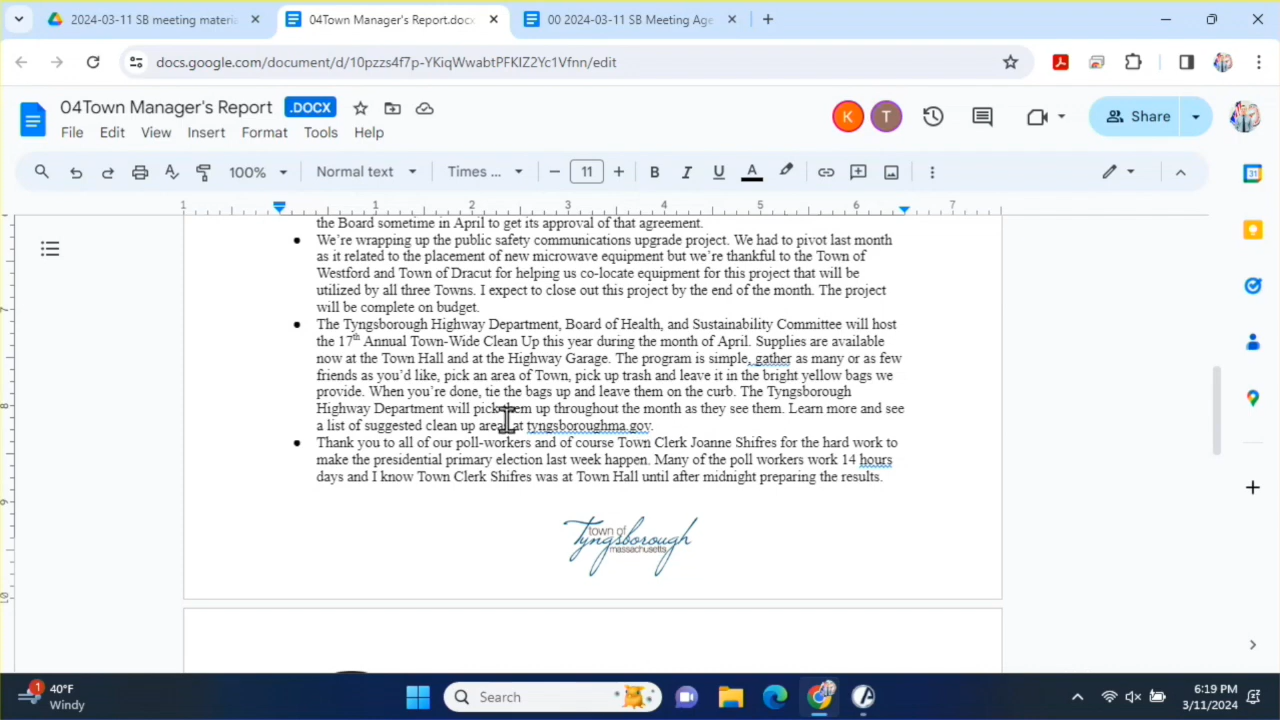 2024-03-11 SB meeting materia
04Town Manager's Report.docx
00 2024-03-11 SB Meeting Age
docs.google.com/document/d/10pzzs4f7p-YKiqWwabtPFKIZ2Yc1Vfnn/edit
04Town Manager's Report .DOCX
K T
Share
File Edit View Insert Format Tools Help
100% Normal text Times ... 11 B I U A
1 1 2 3 4 5 6 7
the Board sometime in April to get its approval of that agreement.
● We're wrapping up the public safety communications upgrade project. We had to pivot last month
as it related to the placement of new microwave equipment but we're thankful to the Town of
Westford and Town of Dracut for helping us co-locate equipment for this project that will be
utilized by all three Towns. I expect to close out this project by the end of the month. The project
will be complete on budget.
● The Tyngsborough Highway Department, Board of Health, and Sustainability Committee will host
the 17th Annual Town-Wide Clean Up this year during the month of April. Supplies are available
now at the Town Hall and at the Highway Garage. The program is simple, gather as many or as few
friends as you'd like, pick an area of Town, pick up trash and leave it in the bright yellow bags we
provide. When you're done, tie the bags up and leave them on the curb. The Tyngsborough
Highway Department will pick them up throughout the month as they see them. Learn more and see
a list of suggested clean up areas at tyngsboroughma.gov.
● Thank you to all of our poll-workers and of course Town Clerk Joanne Shifres for the hard work to
make the presidential primary election last week happen. Many of the poll workers work 14 hours
days and I know Town Clerk Shifres was at Town Hall until after midnight preparing the results.
town of
Tyngsborough
massachusetts
7
8
9
10
31
1
40°F
Windy
Search
6:19 PM
3/11/2024